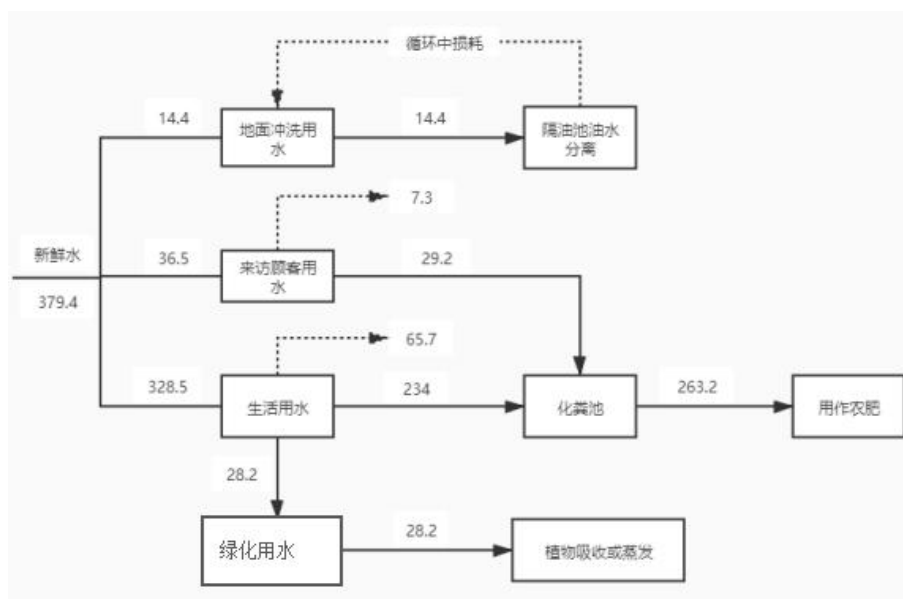 循环中损耗
14.4
地面冲洗用
水
14.4
隔油池油水
分离
7.3
新鲜水
379.4
36.5
来访顾客用
水
29.2
65.7
328.5
生活用水
234
化粪池
263.2
用作农肥
28.2
绿化用水
28.2
植物吸收或蒸发